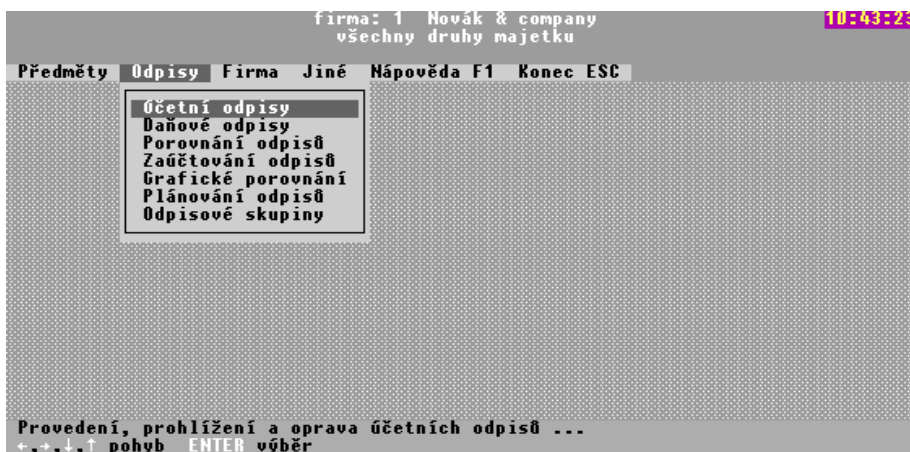 firma: 1 Novák & company 10:43:23
všechny druhy majetku
Předměty Odpisy Firma Jiné Nápověda F1 Konec ESC
Účetní odpisy
Daňové odpisy
Porovnání odpisů
Zaúčtování odpisů
Grafické porovnání
Plánování odpisů
Odpisové skupiny
Provedení, prohlížení a oprava účetních odpisů ...
←,→,↓,↑ pohyb ENTER výběr